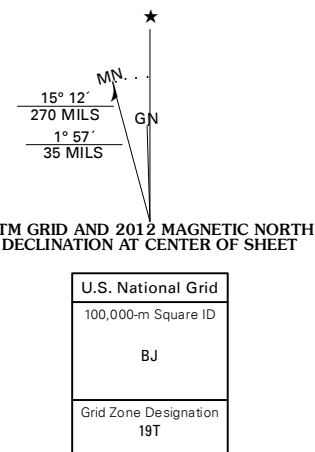 ★
MN
15° 12´
270 MILS
GN
1° 57´
35 MILS
TM GRID AND 2012 MAGNETIC NORTH
DECLINATION AT CENTER OF SHEET
U.S. National Grid
100,000-m Square ID
BJ
Grid Zone Designation
19T